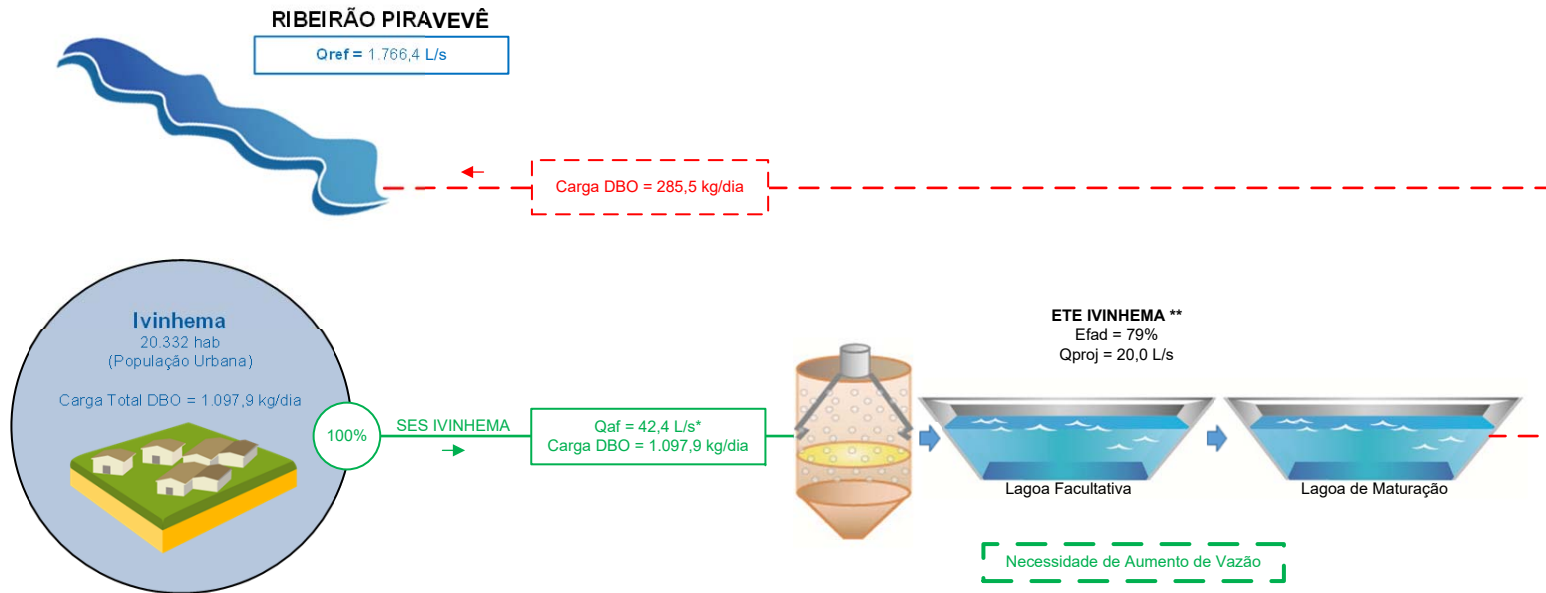 RIBEIRÃO PIRAVEVÊ
Qref = 1.766,4 L/s
Carga DBO = 285,5 kg/dia
Ivinhema
20.332 hab
(População Urbana)
Carga Total DBO = 1.097,9 kg/dia
100%
SES IVINHEMA
Qaf = 42,4 L/s*
Carga DBO = 1.097,9 kg/dia
ETE IVINHEMA **
Efad = 79%
Qproj = 20,0 L/s
Lagoa Facultativa
Lagoa de Maturação
Necessidade de Aumento de Vazão